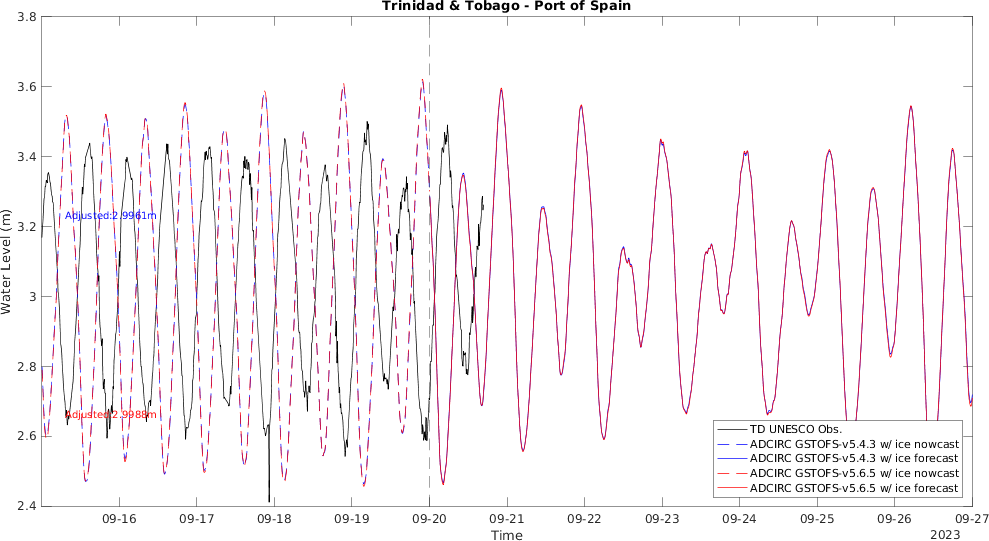 Trinidad & Tobago - Port of Spain
3.8
3.6
3.4
3.2
3
2.8
2.6
2.4
Water Level (m)
Adjusted:2.9961m
Adjusted:2.9988m
TD UNESCO Obs.
ADCIRC GSTOFS-v5.4.3 w/ ice nowcast
ADCIRC GSTOFS-v5.4.3 w/ ice forecast
ADCIRC GSTOFS-v5.6.5 w/ ice nowcast
ADCIRC GSTOFS-v5.6.5 w/ ice forecast
09-16 09-17 09-18 09-19 09-20 09-21 09-22 09-23 09-24 09-25 09-26 09-27
Time
2023